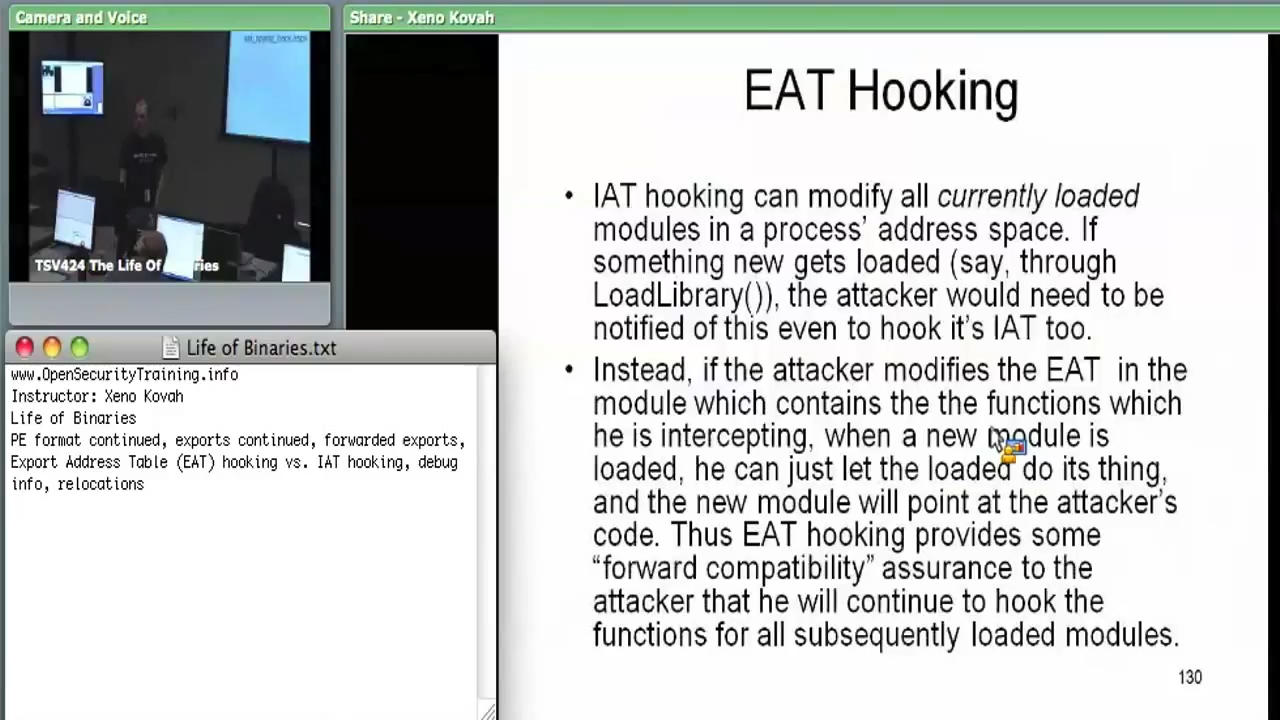 Camera and Voice
TSV424 The Life Of
Share - Xeno Kovah
Life of Binaries.txt
www.OpenSecurityTraining.info
Instructor: Xeno Kovah
Life of Binaries
PE format continued, exports continued, forwarded exports,
Export Address Table (EAT) hooking vs. IAT hooking, debug
info, relocations
EAT Hooking
• IAT hooking can modify all currently loaded
modules in a process’ address space. If
something new gets loaded (say, through
LoadLibrary()), the attacker would need to be
notified of this even to hook it’s IAT too.
• Instead, if the attacker modifies the EAT in the
module which contains the the functions which
he is intercepting, when a new module is
loaded, he can just let the loaded do its thing,
and the new module will point at the attacker’s
code. Thus EAT hooking provides some
“forward compatibility” assurance to the
attacker that he will continue to hook the
functions for all subsequently loaded modules.
130